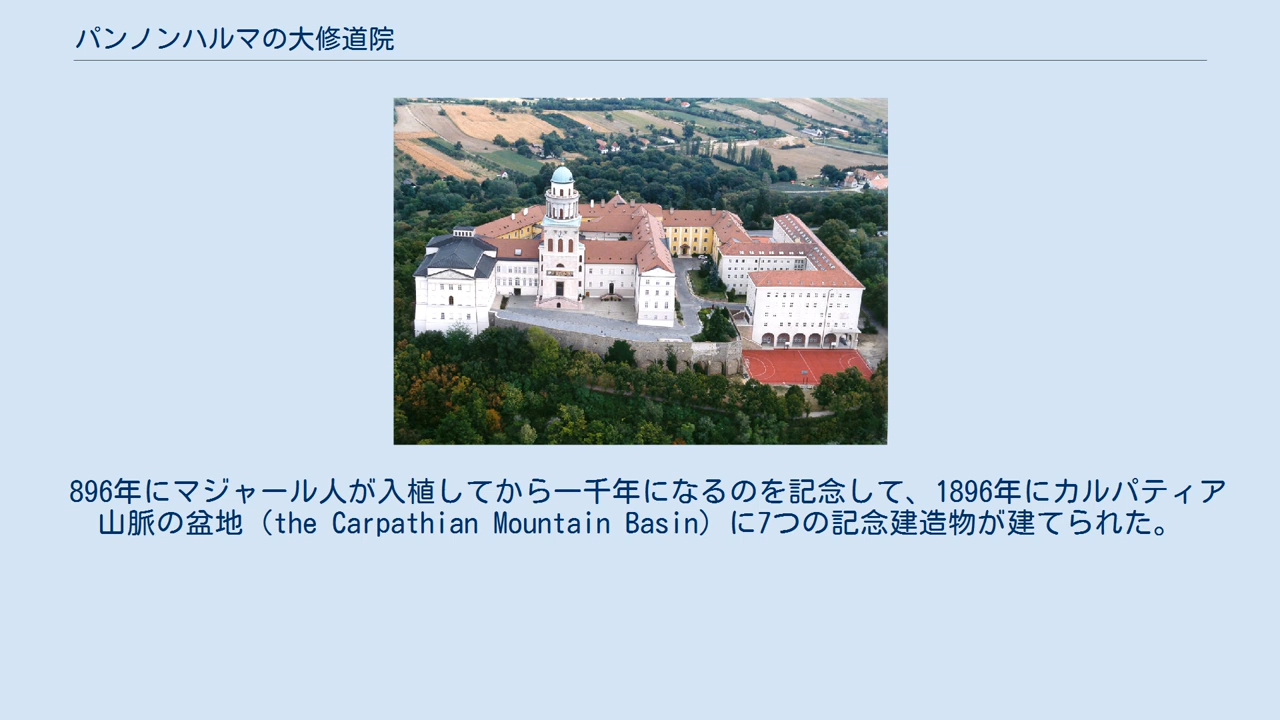 パンノンハルマの大修道院
896年にマジャール人が入植してから一千年になるのを記念して、1896年にカルパティア
山脈の盆地（the Carpathian Mountain Basin）に7つの記念建造物が建てられた。